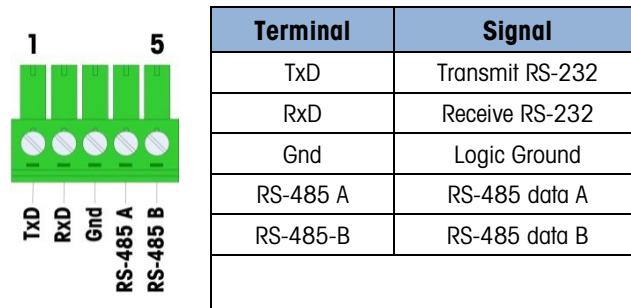 1 5
TxD
RxD
Gnd
RS-485 A
RS-485 B
Terminal Signal
TxD Transmit RS-232
RxD Receive RS-232
Gnd Logic Ground
RS-485 A RS-485 data A
RS-485-B RS-485 data B